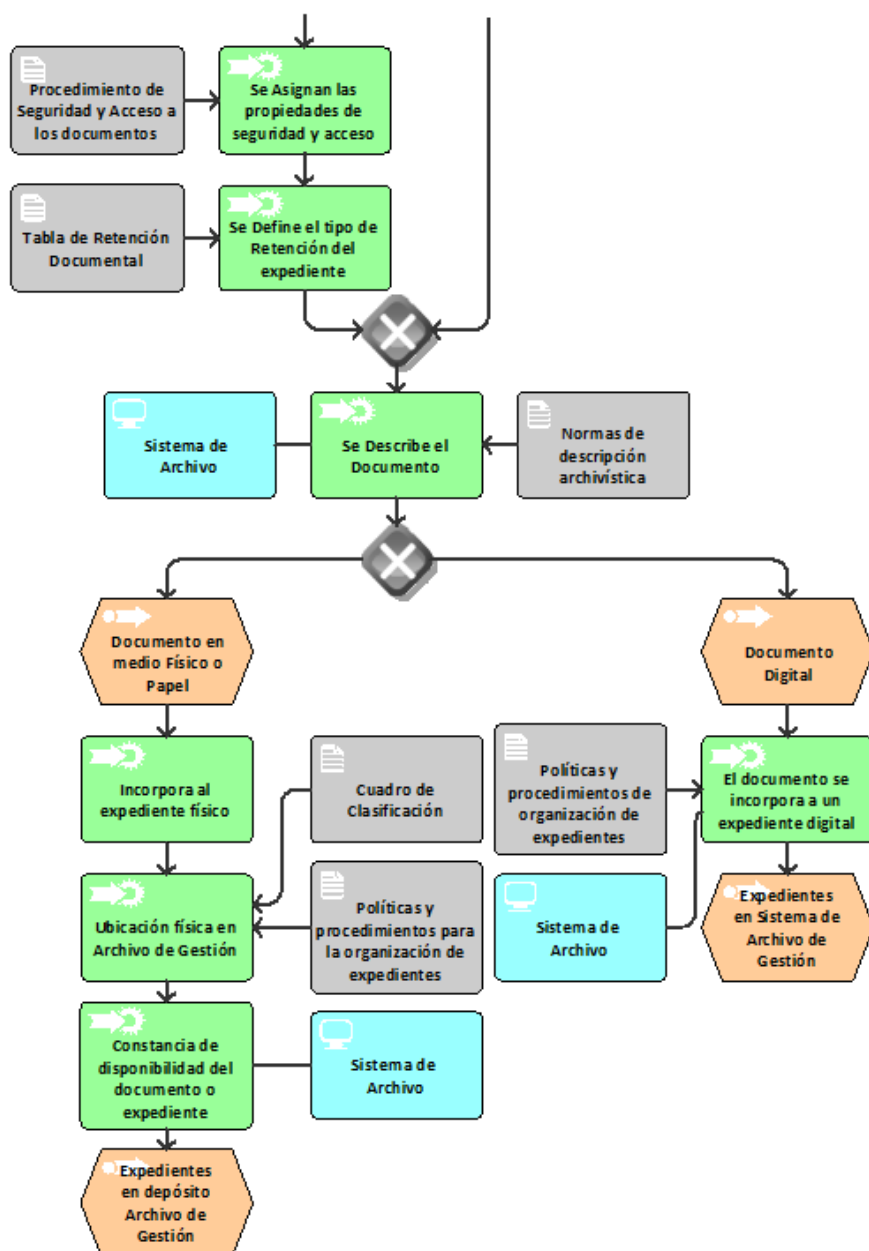 Procedimiento de
Seguridad y Acceso a
los documentos
Se Asignan las
propiedades de
seguridad y acceso
Tabla de Retención
Documental
Se Define el tipo de
Retención del
expediente
Sistema de
Archivo
Se Describe el
Documento
Normas de
descripción
archivística
Documento en
medio Físico o
Papel
Documento
Digital
Incorpora al
expediente físico
Cuadro de
Clasificación
Políticas y
procedimientos de
organización de
expedientes
El documento se
incorpora a un
expediente digital
Ubicación física en
Archivo de Gestión
Políticas y
procedimientos para
la organización de
expedientes
Sistema de
Archivo
Expedientes
en Sistema de
Archivo de
Gestión
Constancia de
disponibilidad del
documento o
expediente
Sistema de
Archivo
Expedientes
en depósito
Archivo de
Gestión